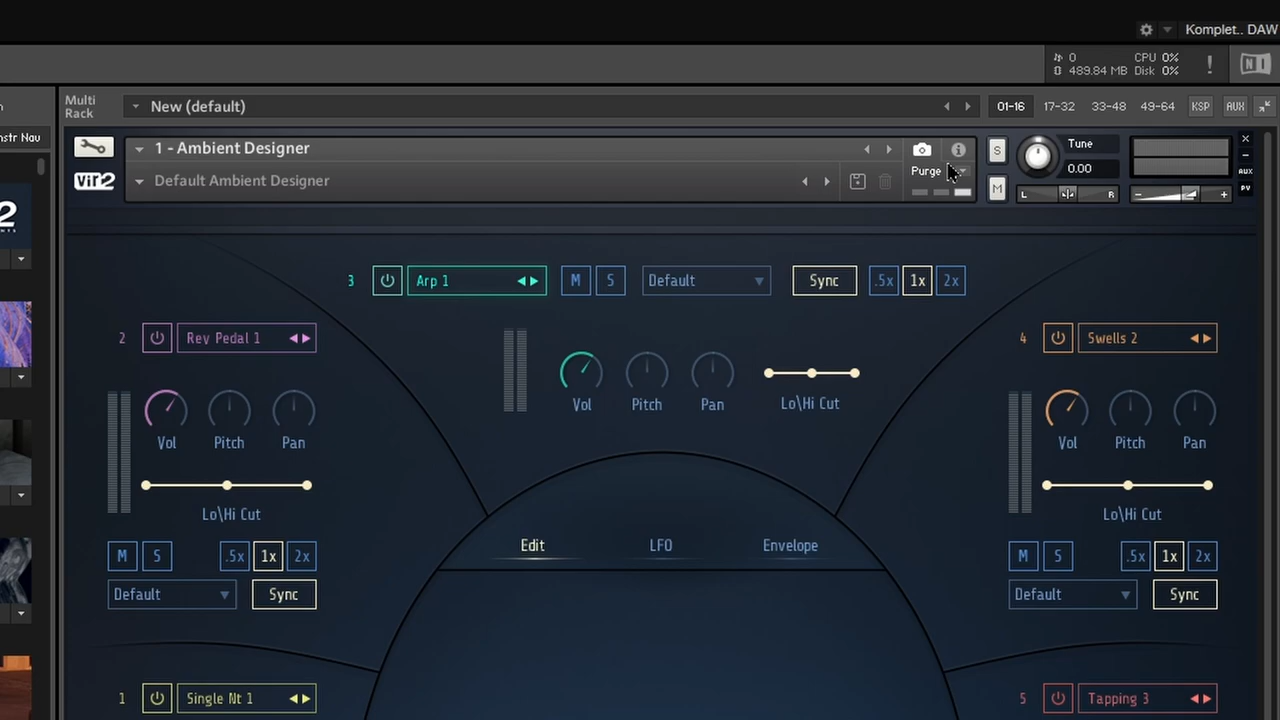 Komplet.. DAW
0 CPU 0%
489.84 MB Disk 0% !
Multi Rack New (default) 01-16 17-32 33-48 49-64 KSP AUX
nstr Nav
1 - Ambient Designer S Tune
Vir2 Default Ambient Designer Purge M 0.00 AUX
L R - + PV
2
3 Arp 1 M S Default Sync .5x 1x 2x
2 Rev Pedal 1
4 Swells 2
Vol Pitch Pan Lo\Hi Cut
Vol Pitch Pan
Vol Pitch Pan
Lo\Hi Cut
Lo\Hi Cut
Edit LFO Envelope
M S .5x 1x 2x
M S .5x 1x 2x
Default Sync
Default Sync
1 Single Nt 1
5 Tapping 3